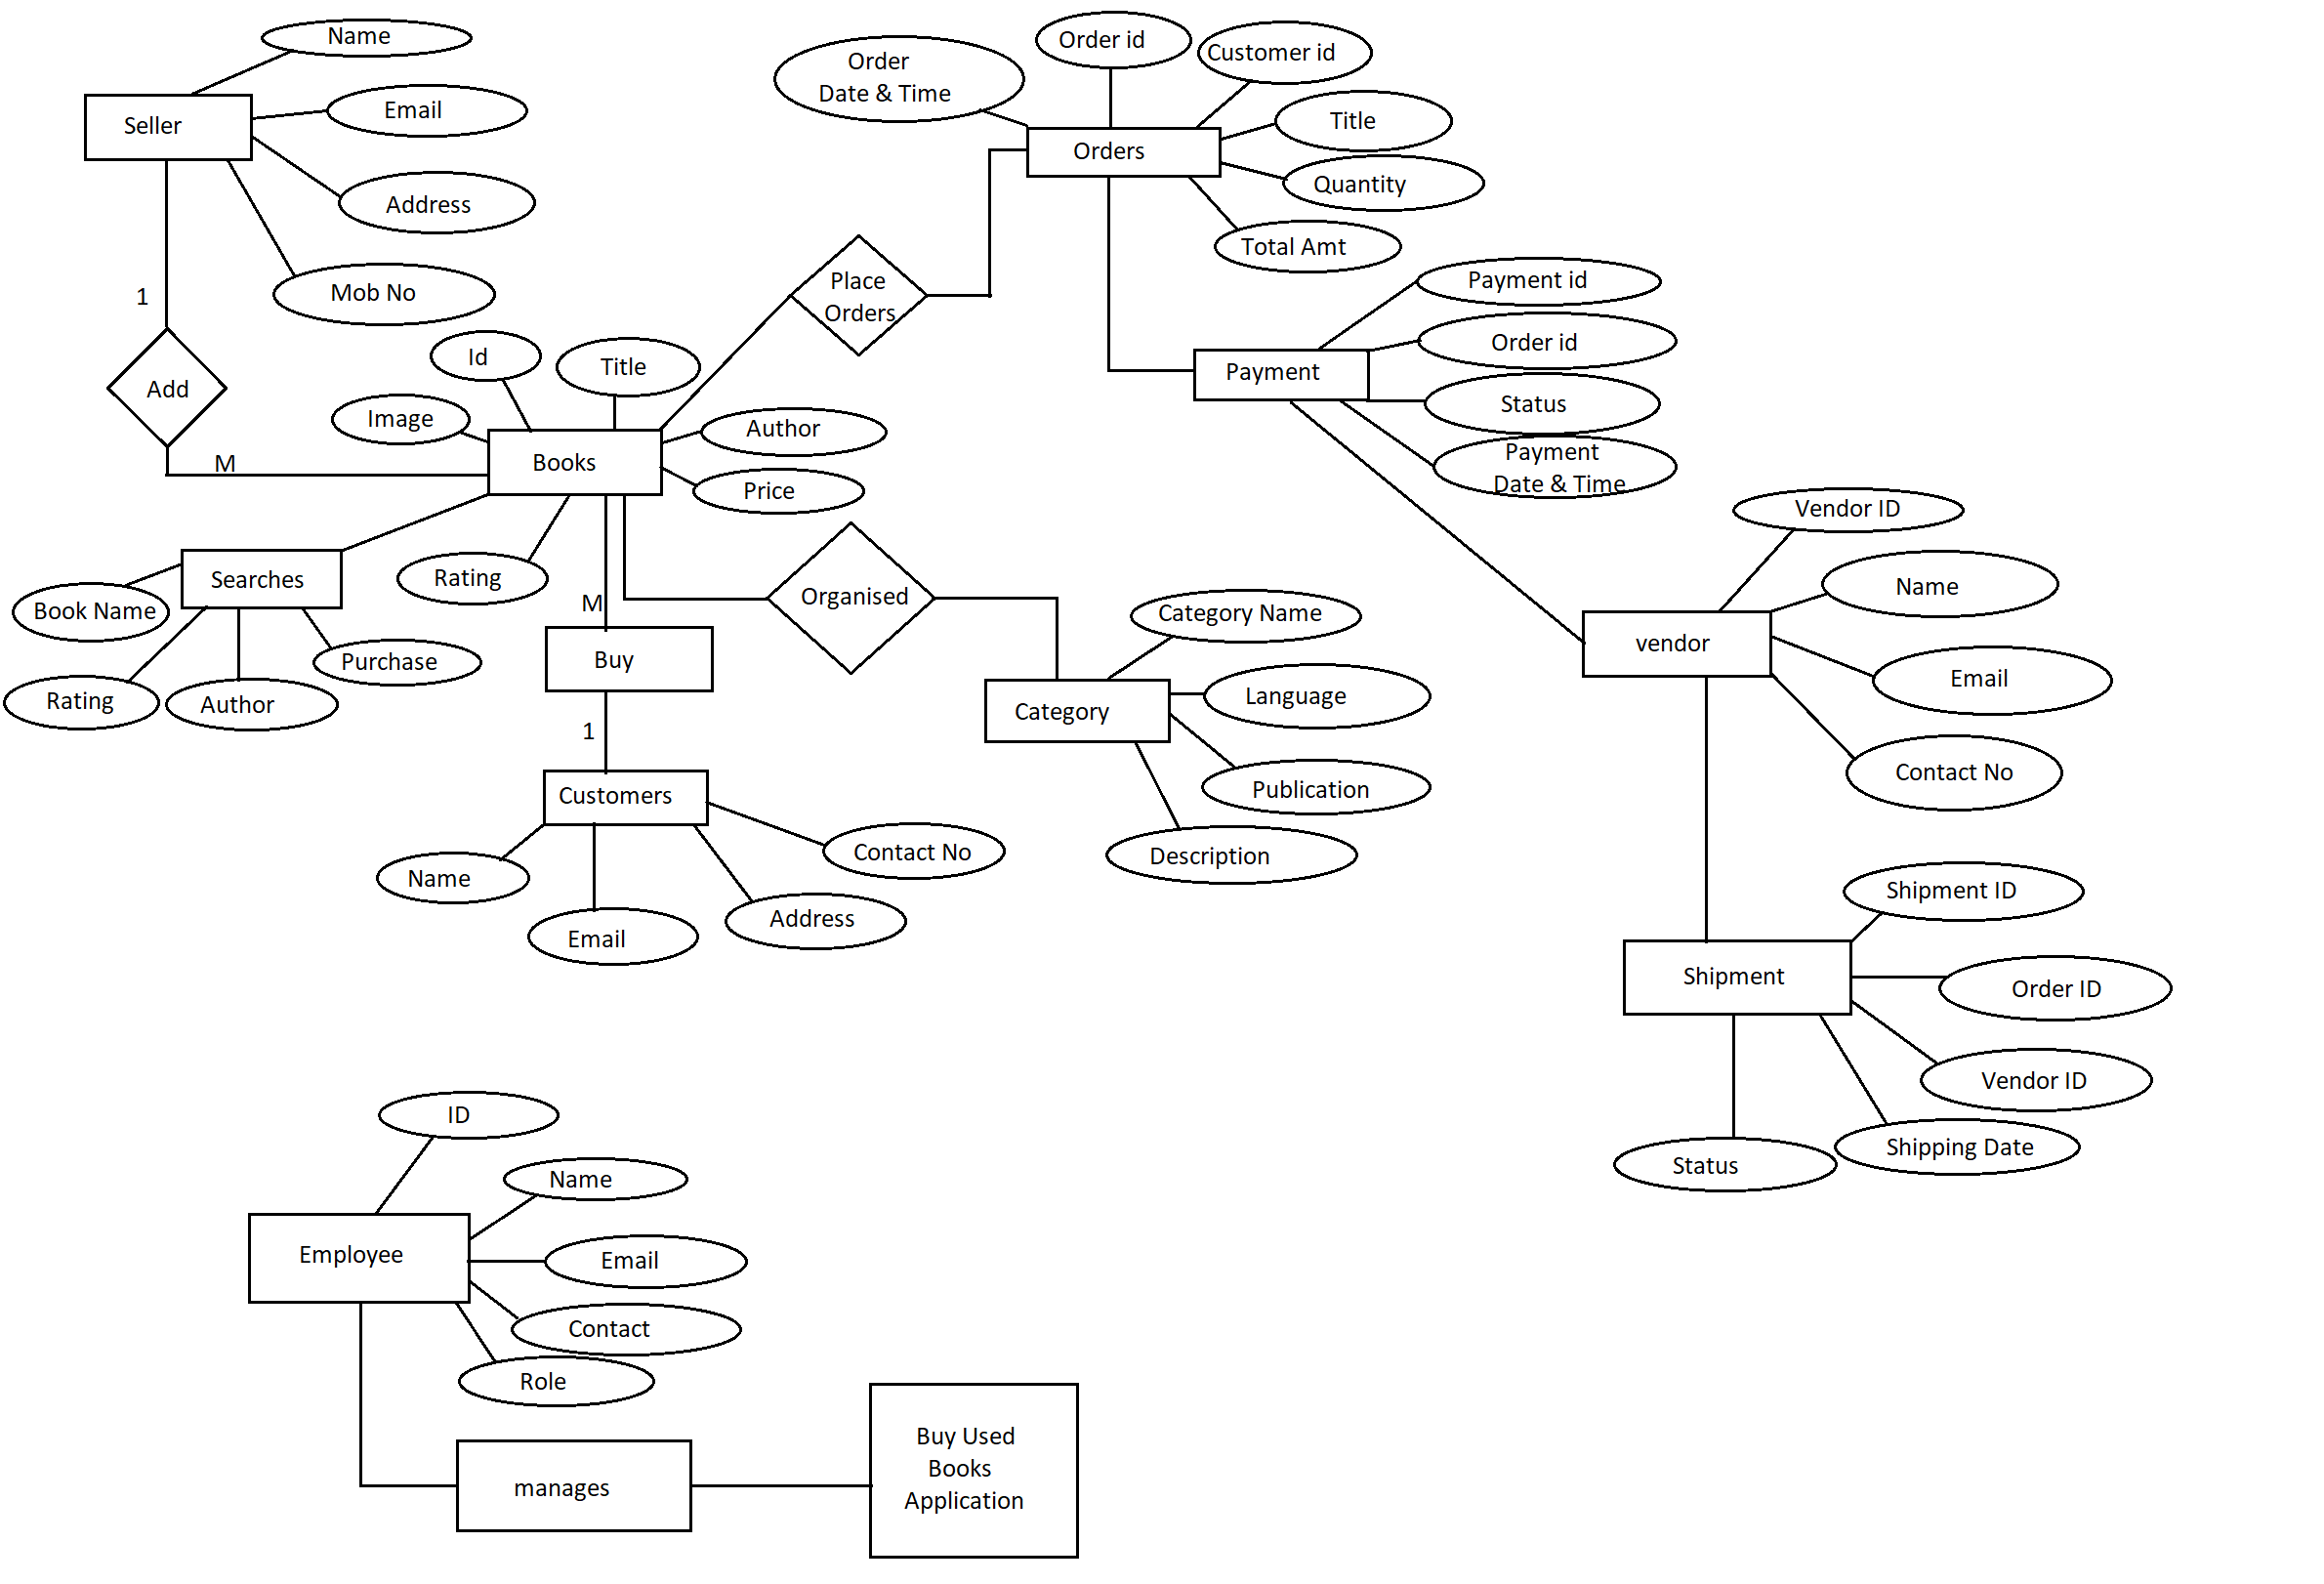 Name
Email
Seller
Address
Mob No
1
Add
M
Order
Date & Time
Order id
Customer id
Title
Orders
Quantity
Total Amt
Place
Orders
Payment id
Order id
Payment
Status
Payment
Date & Time
Id
Title
Image
Author
Books
Price
Searches
Book Name
Rating
Author
Purchase
Rating
M
Buy
1
Organised
Category Name
Language
Category
Publication
Description
Customers
Name
Email
Address
Contact No
Vendor ID
Name
vendor
Email
Contact No
Shipment ID
Shipment
Order ID
Vendor ID
Shipping Date
Status
ID
Name
Employee
Email
Contact
Role
manages
Buy Used
Books
Application